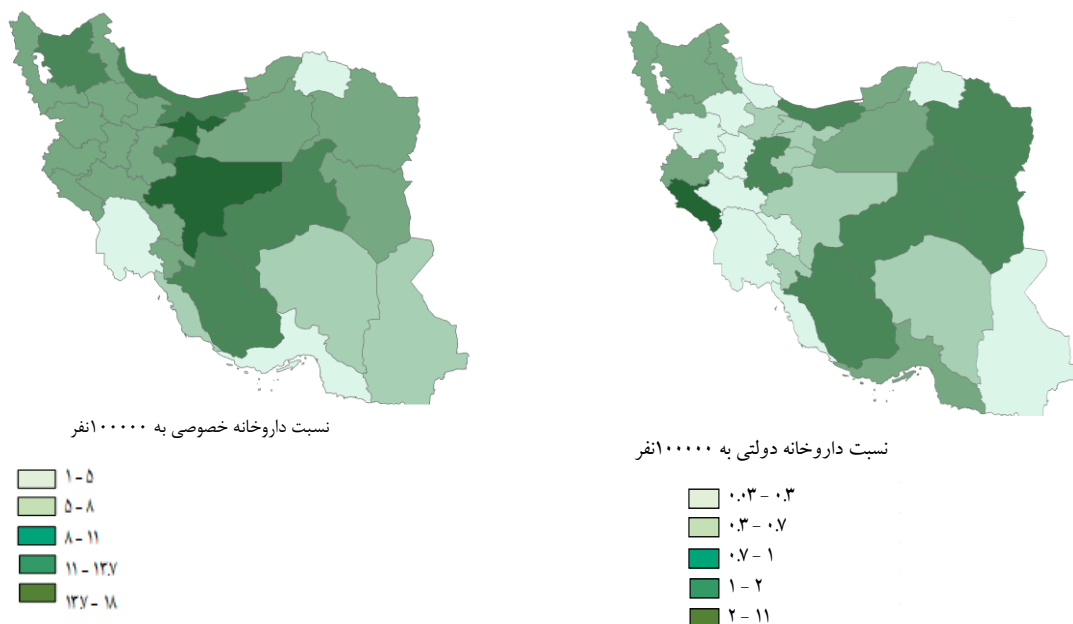 نسبت داروخانه خصوصی به ۱۰۰۰۰۰نفر
۱ - ۵
۵ - ۸
۸ - ۱۱
۱۱ - ۱۳.۷
۱۳.۷ - ۱۸
نسبت داروخانه دولتی به ۱۰۰۰۰۰نفر
۰.۰۳ - ۰.۳
۰.۳ - ۰.۷
۰.۷ - ۱
۱ - ۲
۲ - ۱۱